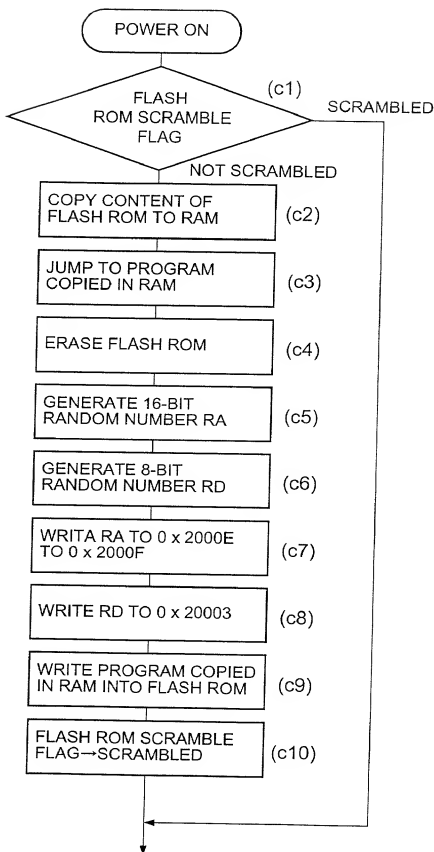 POWER ON
FLASH
ROM SCRAMBLE
FLAG
(c1)
SCRAMBLED
NOT SCRAMBLED
COPY CONTENT OF
FLASH ROM TO RAM
(c2)
JUMP TO PROGRAM
COPIED IN RAM
(c3)
ERASE FLASH ROM
(c4)
GENERATE 16-BIT
RANDOM NUMBER RA
(c5)
GENERATE 8-BIT
RANDOM NUMBER RD
(c6)
WRITA RA TO 0 x 2000E
TO 0 x 2000F
(c7)
WRITE RD TO 0 x 20003
(c8)
WRITE PROGRAM COPIED
IN RAM INTO FLASH ROM
(c9)
FLASH ROM SCRAMBLE
FLAG→SCRAMBLED
(c10)